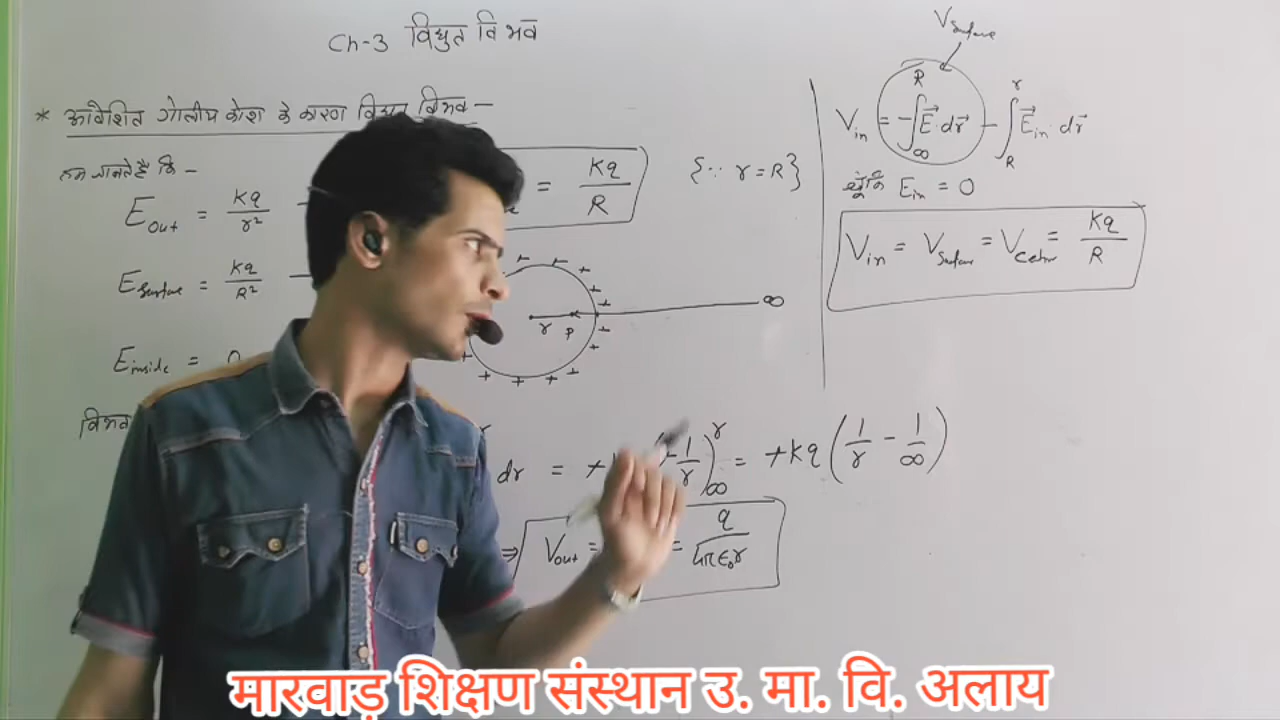 Ch-3 विद्युत विभव
* आवेशित गोलीय कोश के कारण विद्युत विभव -
हम जानते है कि -
E_out = Kq/r²
E_surface = Kq/R²
E_inside = 0
विभव
= Kq/R {∵ r = R}
r P ∞
dr = + (-1/r)^r_∞ = +Kq (1/r - 1/∞)
⇒ V_out = = q/4πε₀r
V_surface
V_in = -∫_∞^R E⃗·dr⃗ - ∫_R^r E⃗_in·dr⃗
चूँकि E_in = 0
V_in = V_surface = V_center = Kq/R
मारवाड़ शिक्षण संस्थान उ. मा. वि. अलाय